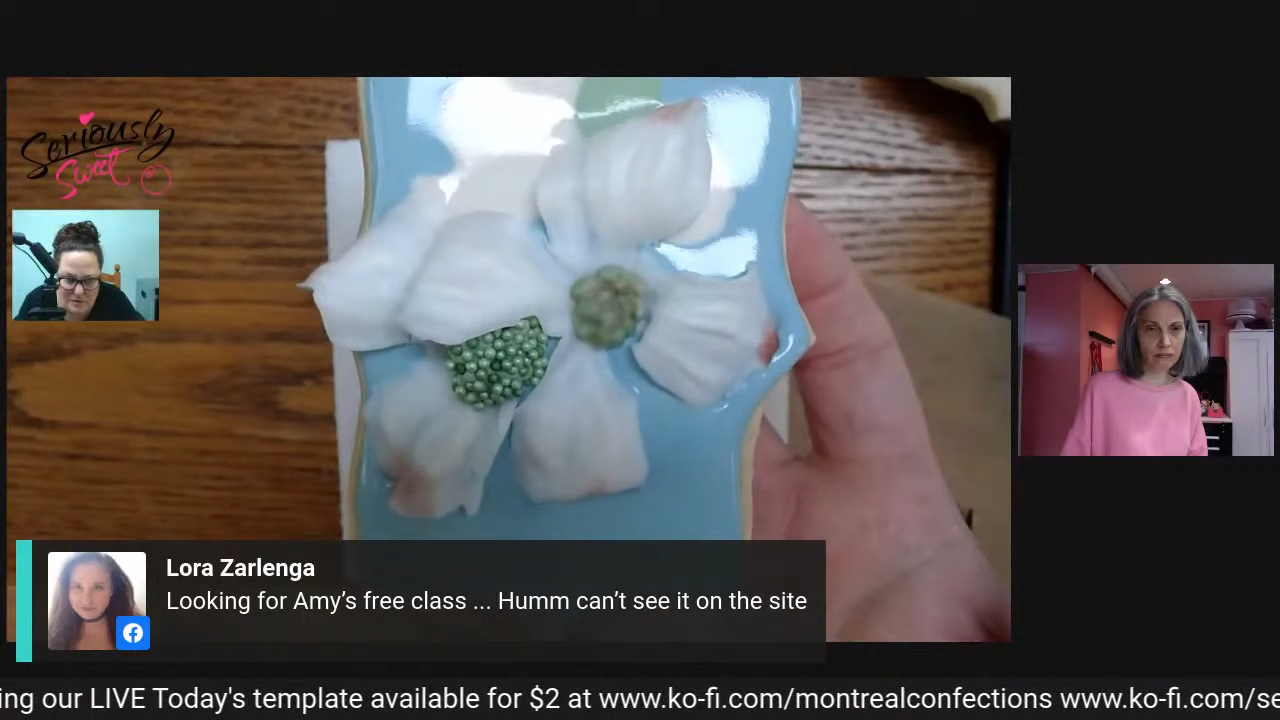 Seriously
Sweet
Lora Zarlenga
Looking for Amy’s free class ... Humm can’t see it on the site
ing our LIVE Today's template available for $2 at www.ko-fi.com/montrealconfections www.ko-fi.com/se